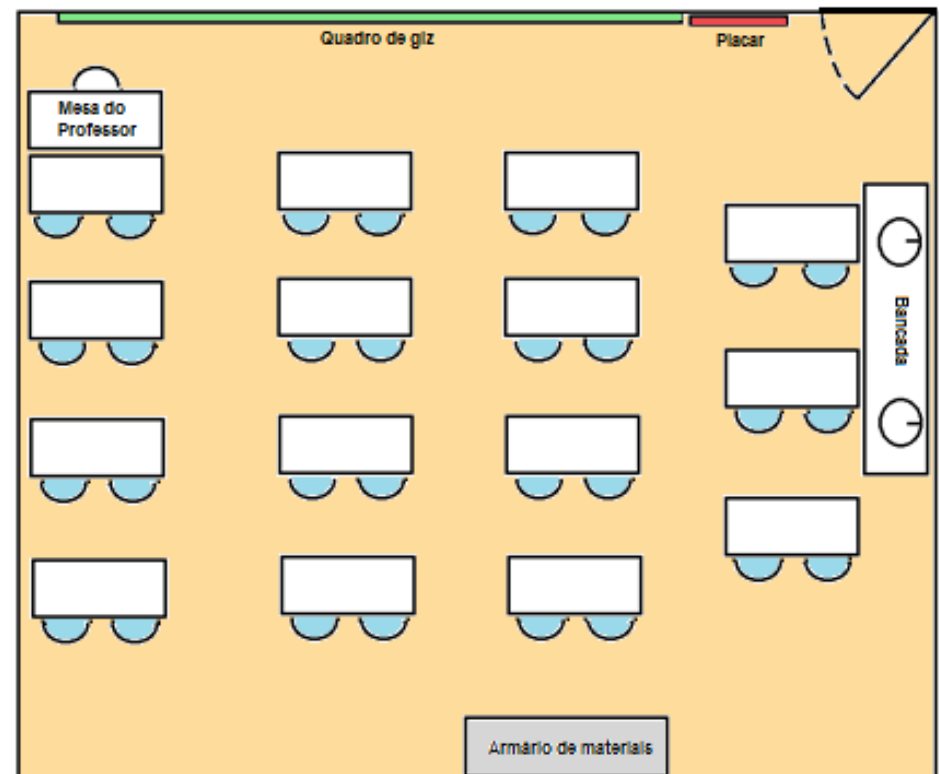 Quadro de giz
Placar
Mesa do
Professor
Bancada
Armário de materiais